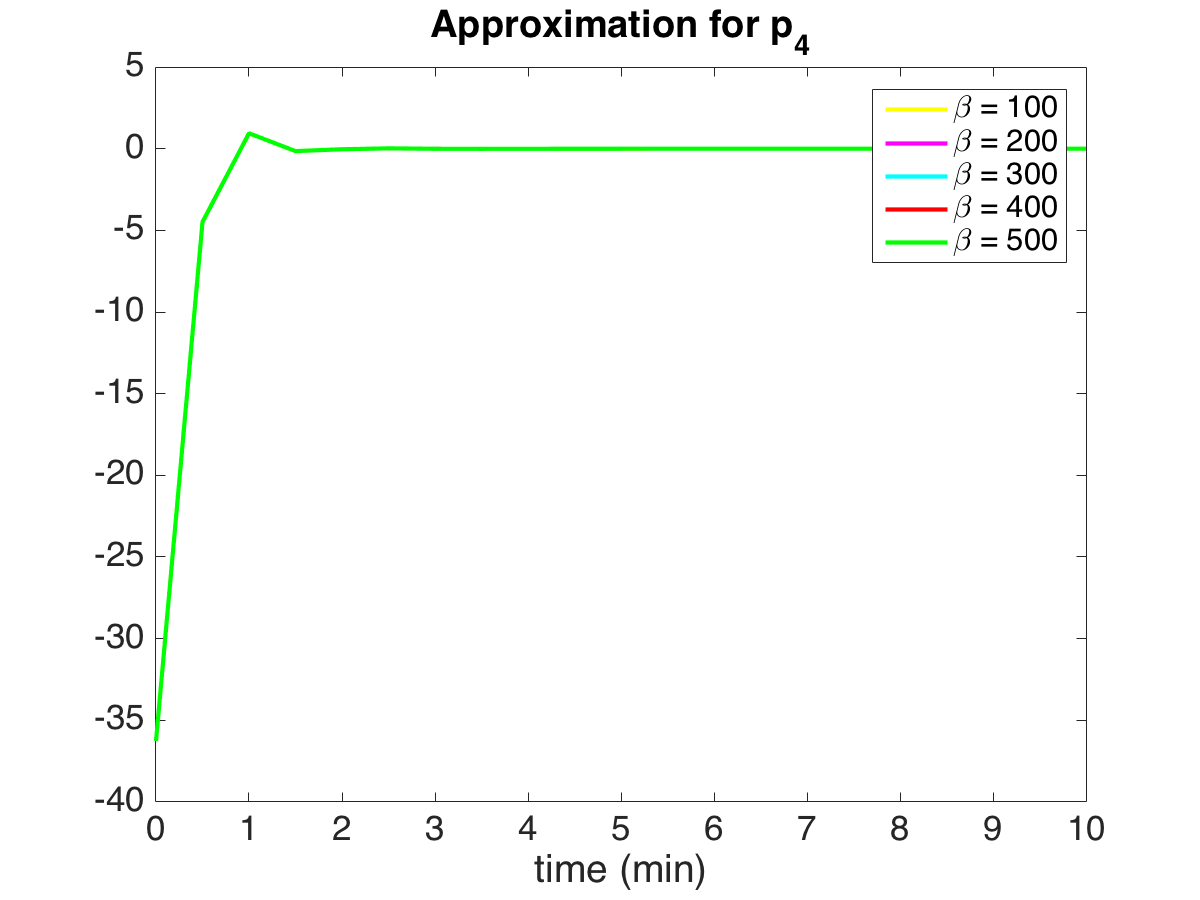 Approximation for p4
5
0
-5
-10
-15
-20
-25
-30
-35
-40
β = 100
β = 200
β = 300
β = 400
β = 500
0 1 2 3 4 5 6 7 8 9 10
time (min)